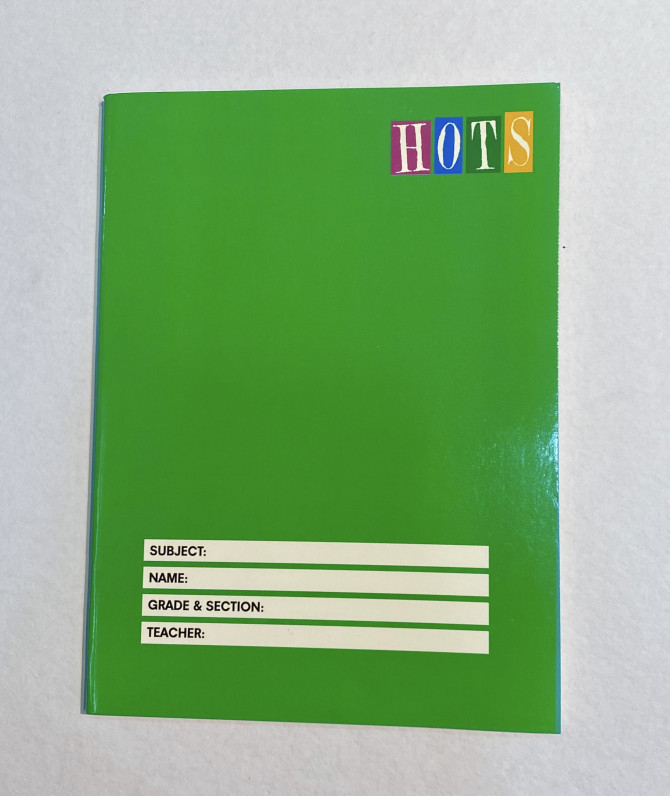 HOTS
SUBJECT:
NAME:
GRADE & SECTION:
TEACHER: